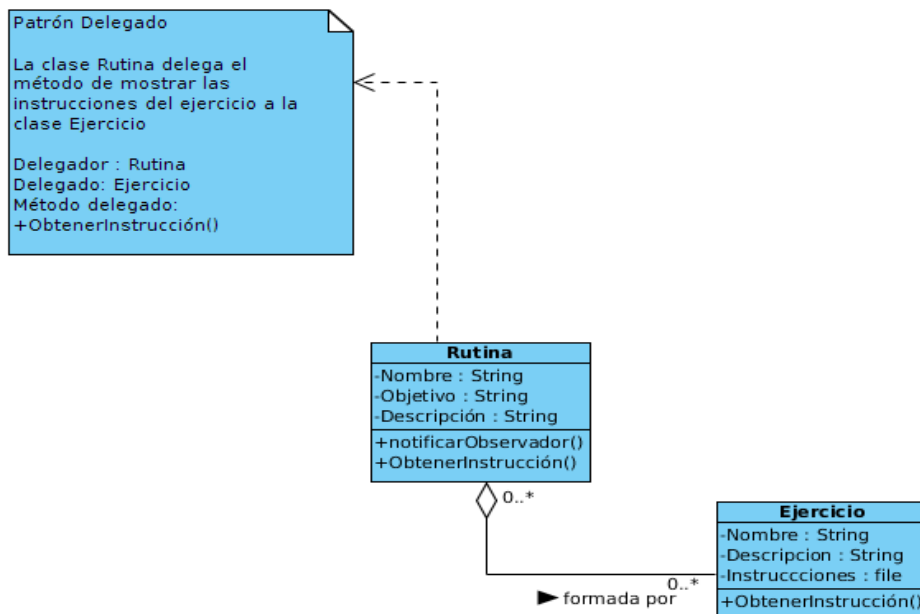 Patrón Delegado
La clase Rutina delega el
método de mostrar las
instrucciones del ejercicio a la
clase Ejercicio
Delegador : Rutina
Delegado: Ejercicio
Método delegado:
+ObtenerInstrucción()
Rutina
-Nombre : String
-Objetivo : String
-Descripción : String
+notificarObservador()
+ObtenerInstrucción()
0..*
Ejercicio
-Nombre : String
-Descripcion : String
-Instruccciones : file
+ObtenerInstrucción()
0..*
formada por